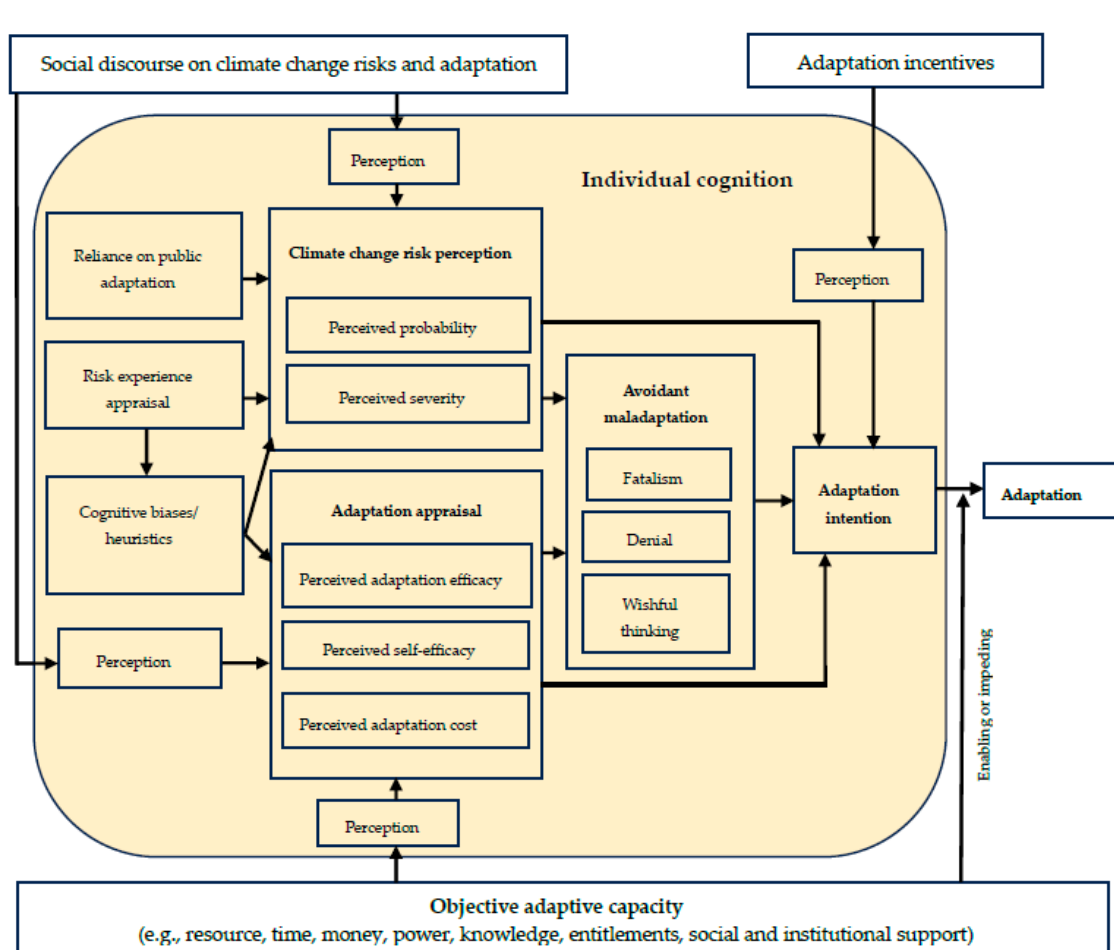 Social discourse on climate change risks and adaptation
Adaptation incentives
Perception
Individual cognition
Reliance on public
adaptation
Climate change risk perception
Perception
Perceived probability
Risk experience
appraisal
Perceived severity
Avoidant
maladaptation
Fatalism
Adaptation
intention
Adaptation
Cognitive biases/
heuristics
Adaptation appraisal
Denial
Perceived adaptation efficacy
Wishful
thinking
Perceived self-efficacy
Perception
Perceived adaptation cost
Enabling or impeding
Perception
Objective adaptive capacity
(e.g., resource, time, money, power, knowledge, entitlements, social and institutional support)